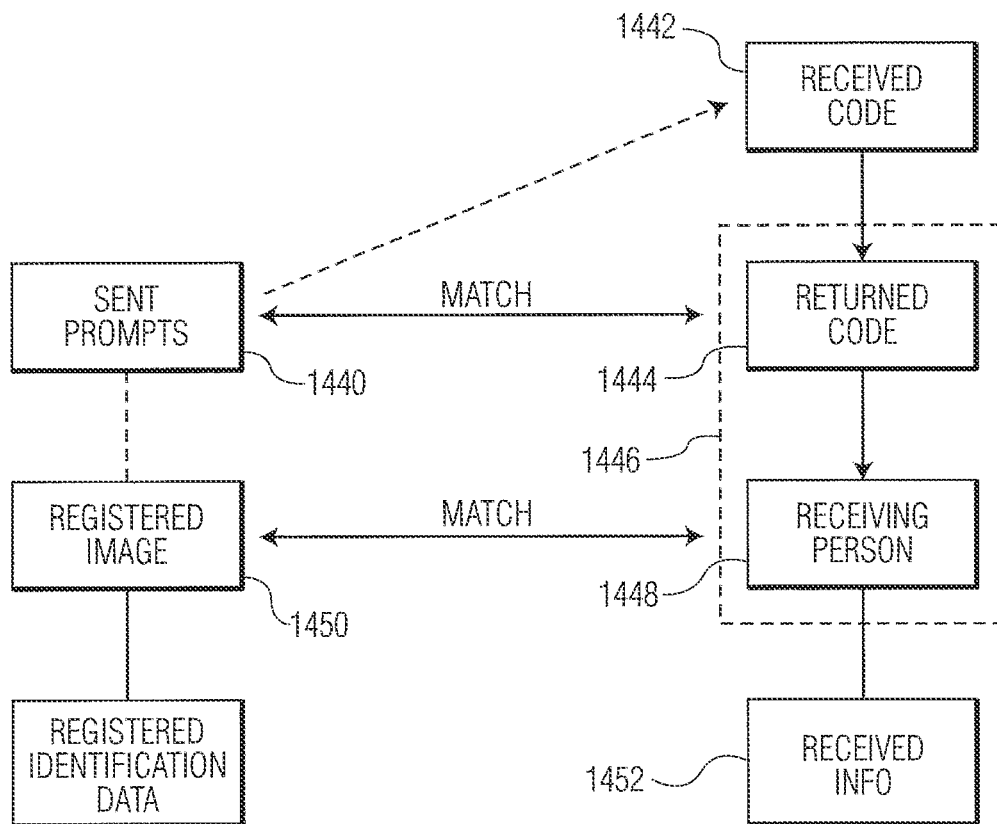 1442
RECEIVED
CODE
SENT
PROMPTS
MATCH
RETURNED
CODE
1440
1444
1446
REGISTERED
IMAGE
MATCH
RECEIVING
PERSON
1450
1448
REGISTERED
IDENTIFICATION
DATA
RECEIVED
INFO
1452